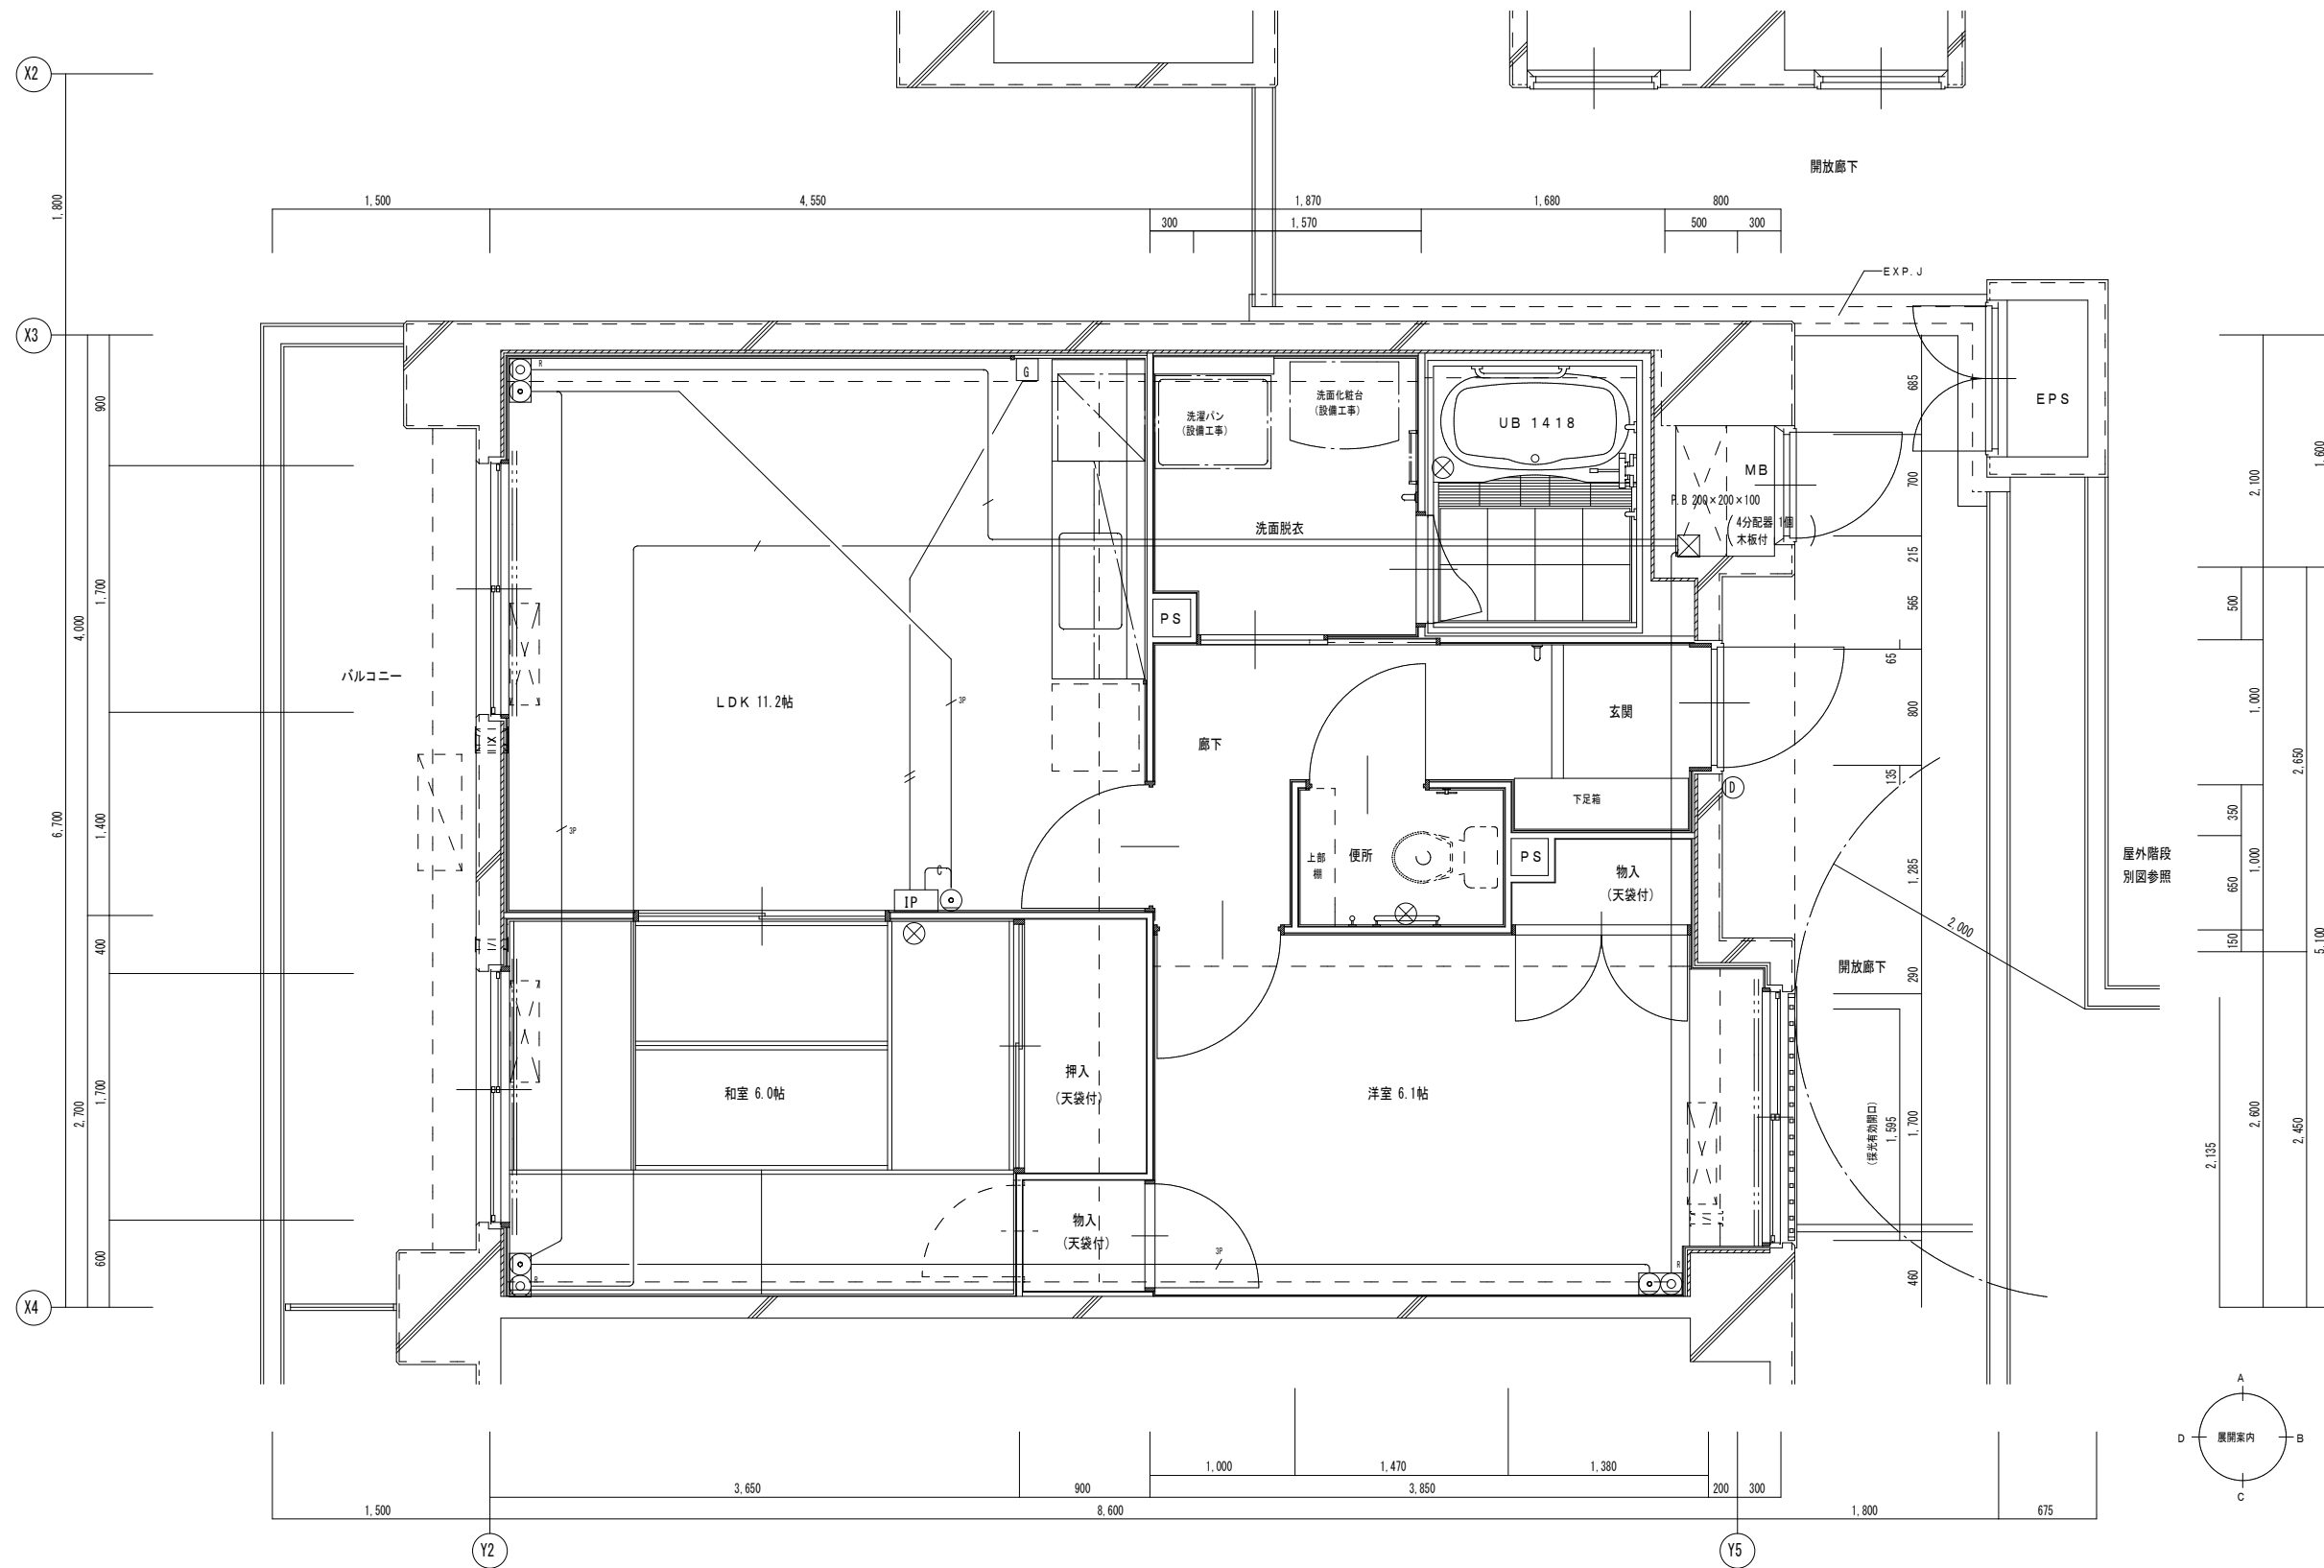 X2
開放廊下
1,800
1,500
4,550
1,870
1,680
800
300
1,570
500
300
EXP.J
X3
EPS
R
G
洗濯パン
(設備工事)
洗面化粧台
(設備工事)
UB 1418
MB
P.B 200×200×100
(4分配器 1個
木板付)
洗面脱衣
PS
685
700
215
565
65
800
135
1,285
290
1,700
460
1,595
(採光有効開口)
900
1,700
1,400
400
1,700
600
4,000
2,700
6,700
2,100
1,600
500
1,000
350
650
150
1,000
2,650
5,100
2,600
2,450
2,135
バルコニー
LDK 11.2帖
3P
3P
廊下
玄関
D
下足箱
上部
棚
便所
PS
物入
(天袋付)
C
IP
屋外階段
別図参照
2,000
開放廊下
和室 6.0帖
押入
(天袋付)
洋室 6.1帖
物入
(天袋付)
3P
R
R
X4
A
D
展開案内
B
C
1,000
1,470
1,380
3,650
900
3,850
200
300
1,500
8,600
1,800
675
Y2
Y5